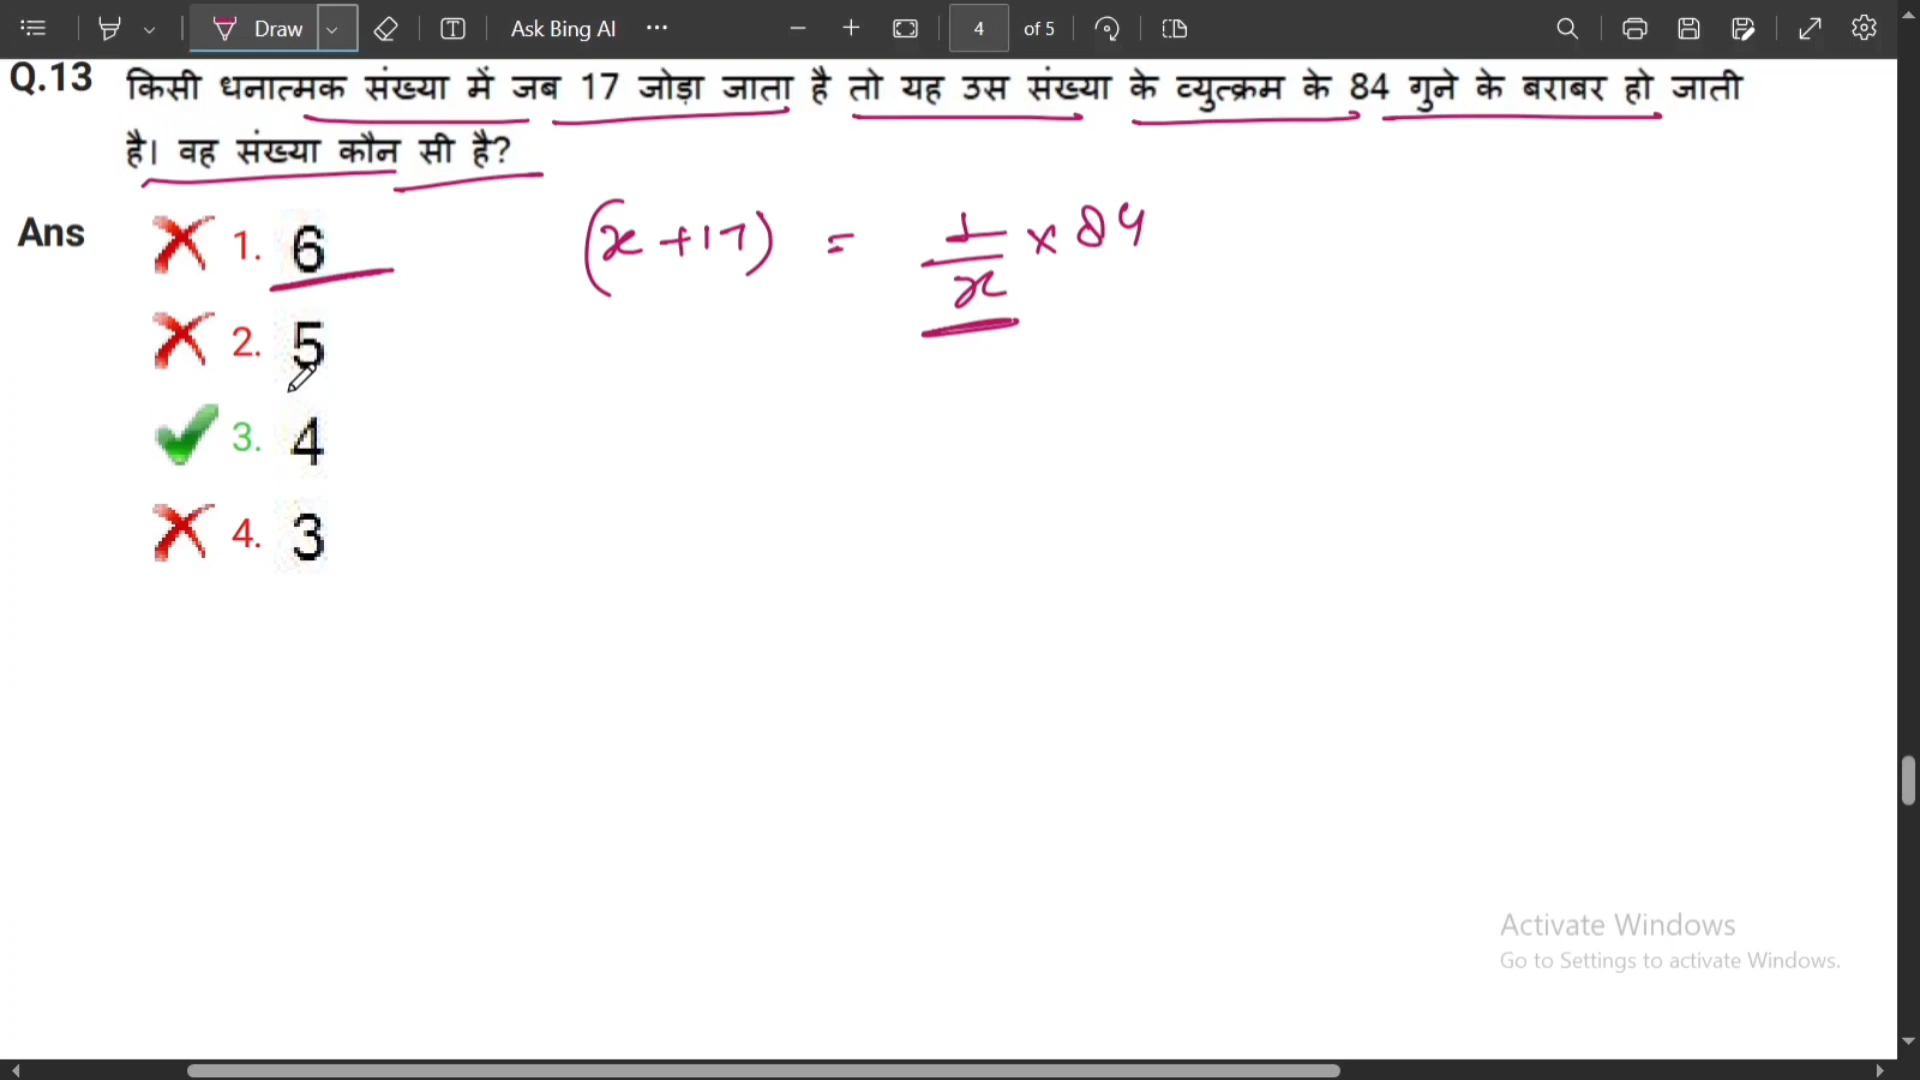 Draw
Ask Bing AI
4 of 5
Q.13 किसी धनात्मक संख्या में जब 17 जोड़ा जाता है तो यह उस संख्या के व्युत्क्रम के 84 गुने के बराबर हो जाती
है। वह संख्या कौन सी है?
Ans
1. 6
2. 5
3. 4
4. 3
(x+17) = 1/x × 84
Activate Windows
Go to Settings to activate Windows.